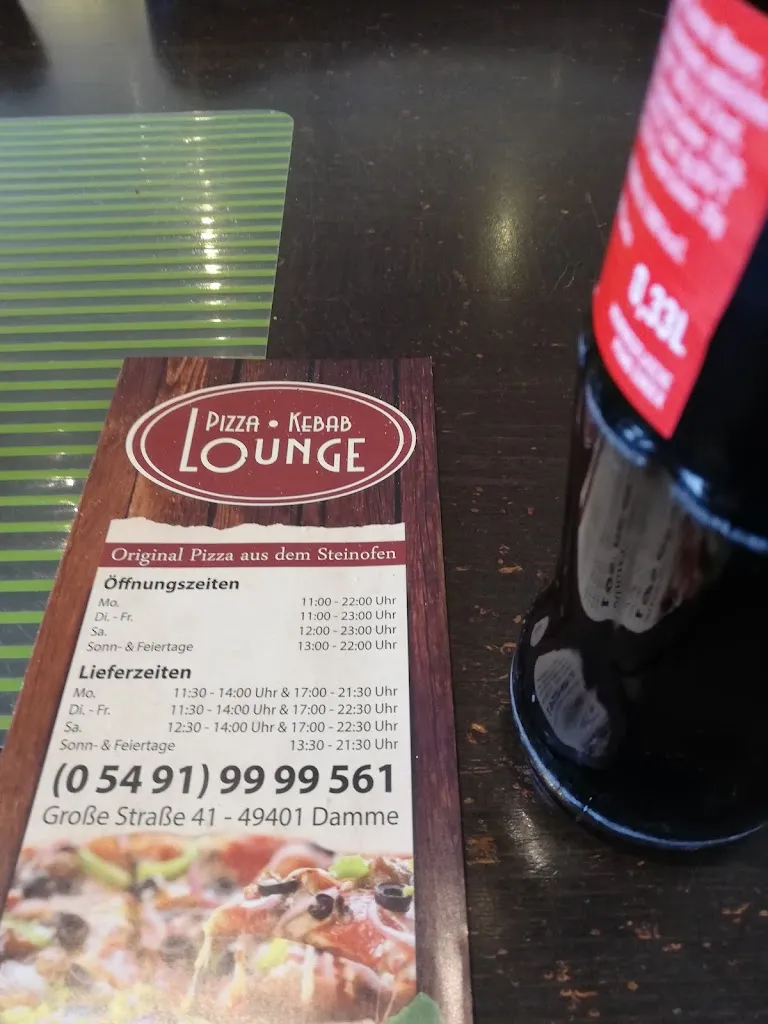 PIZZA • KEBAB
LOUNGE
Original Pizza aus dem Steinofen
Öffnungszeiten
Mo. 11:00 - 22:00 Uhr
Di. - Fr. 11:00 - 23:00 Uhr
Sa. 12:00 - 23:00 Uhr
Sonn- & Feiertage 13:00 - 22:00 Uhr
Lieferzeiten
Mo. 11:30 - 14:00 Uhr & 17:00 - 21:30 Uhr
Di. - Fr. 11:30 - 14:00 Uhr & 17:00 - 22:30 Uhr
Sa. 12:30 - 14:00 Uhr & 17:00 - 22:30 Uhr
Sonn- & Feiertage 13:30 - 21:30 Uhr
(0 54 91) 99 99 561
Große Straße 41 - 49401 Damme
0,33L